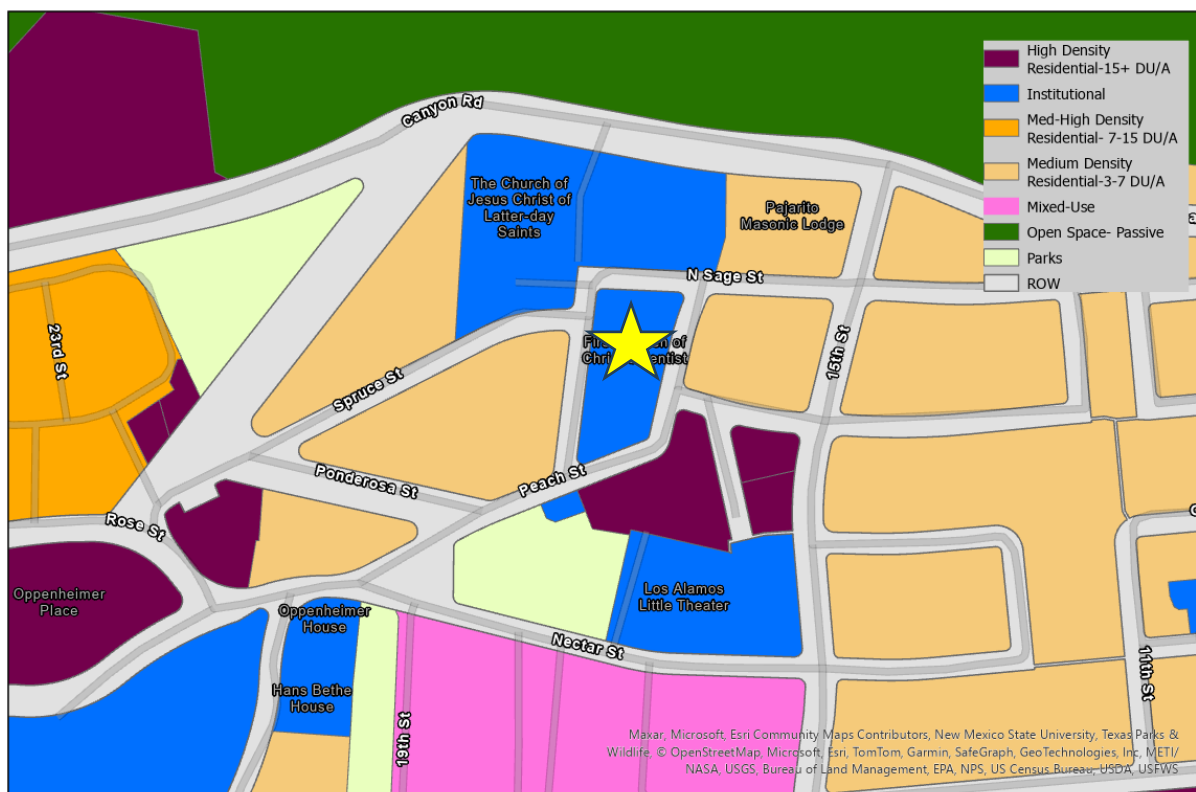 Canyon Rd
High Density
Residential-15+ DU/A
Institutional
Med-High Density
Residential- 7-15 DU/A
Medium Density
Residential-3-7 DU/A
Mixed-Use
Open Space- Passive
Parks
ROW
The Church of
Jesus Christ of
Latter-day
Saints
Pajarito
Masonic Lodge
N Sage St
23rd St
15th St
Spruce St
Ponderosa St
Peach St
Rose St
Oppenheimer
Place
Oppenheimer
House
Los Alamos
Little Theater
Nectar St
Hans Bethe
House
19th St
11th St
Maxar, Microsoft, Esri Community Maps Contributors, New Mexico State University, Texas Parks &
Wildlife, © OpenStreetMap, Microsoft, Esri, TomTom, Garmin, SafeGraph, GeoTechnologies, Inc, METI/
NASA, USGS, Bureau of Land Management, EPA, NPS, US Census Bureau, USDA, USFWS